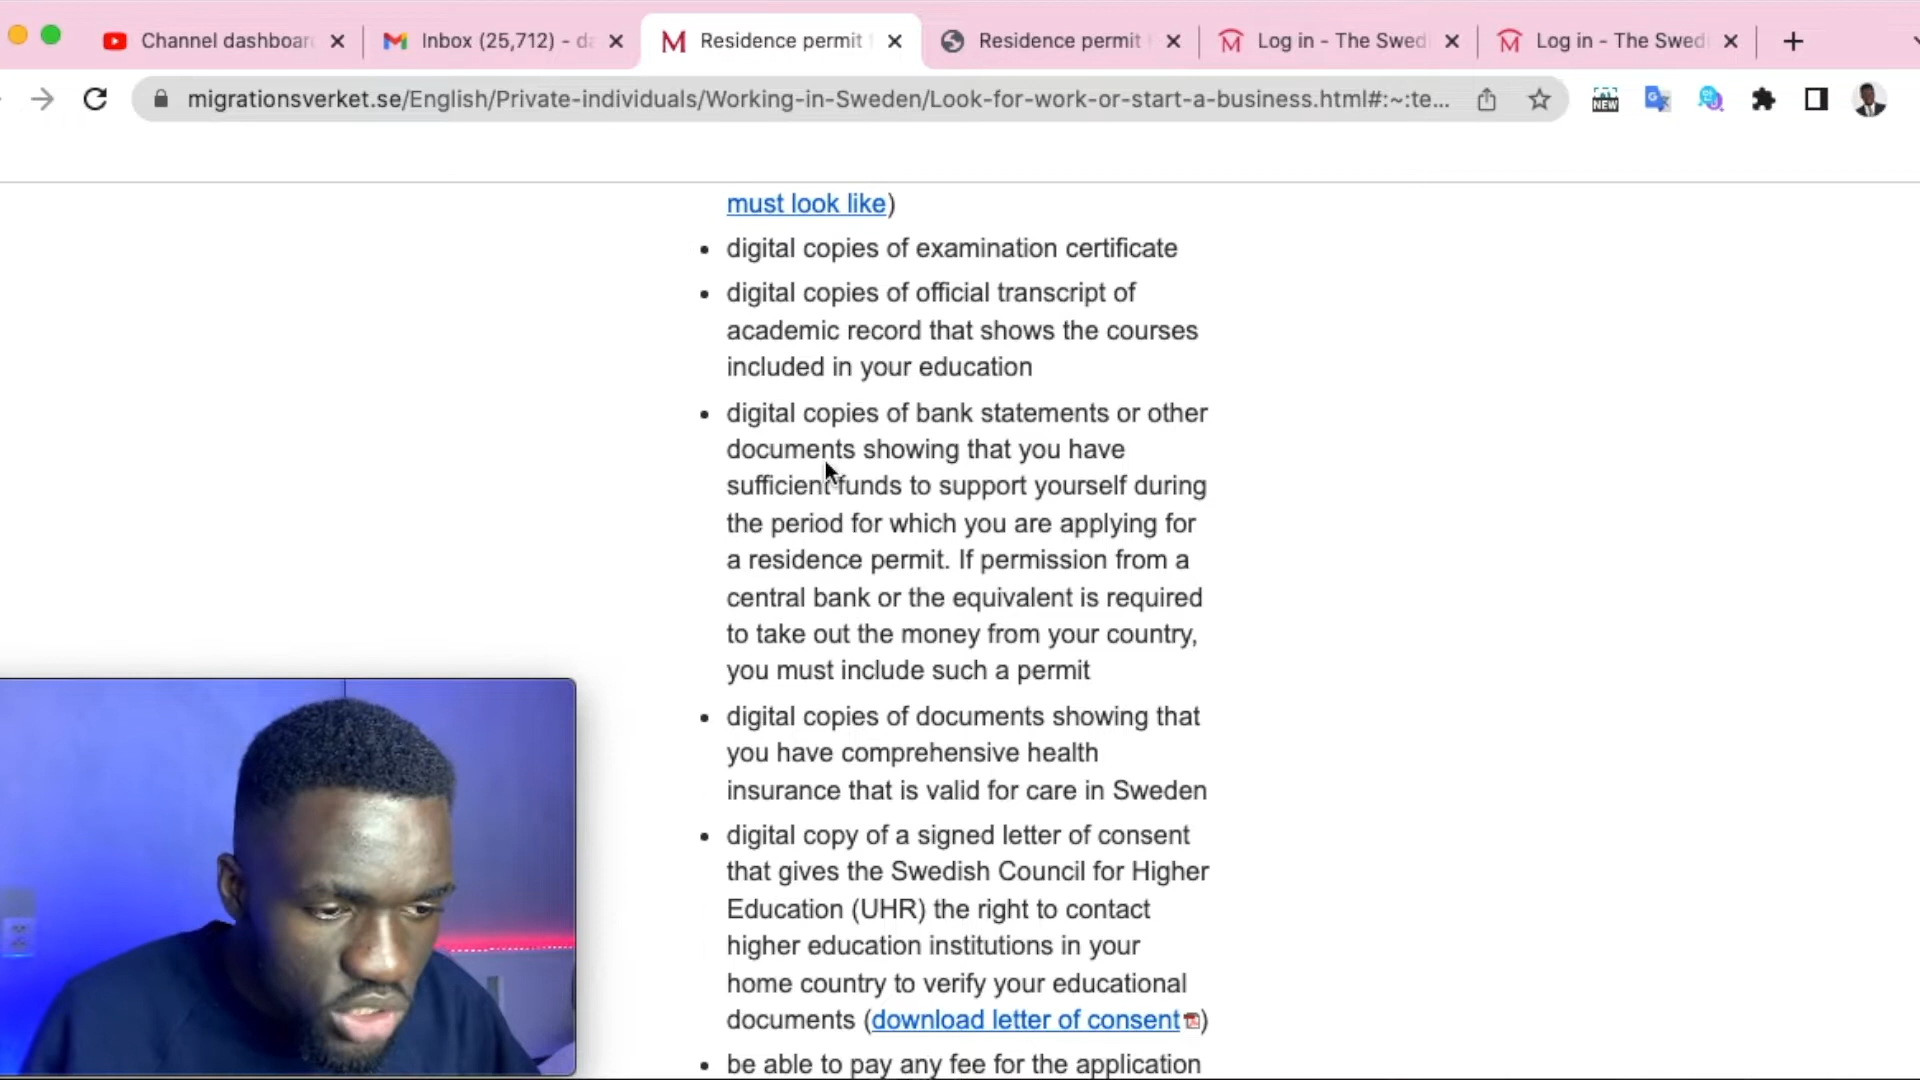 Channel dashboar
Inbox (25,712) - da
Residence permit
Residence permit
Log in - The Swed
Log in - The Swed
migrationsverket.se/English/Private-individuals/Working-in-Sweden/Look-for-work-or-start-a-business.html#:~:te...
NEW
must look like)
• digital copies of examination certificate
• digital copies of official transcript of
academic record that shows the courses
included in your education
• digital copies of bank statements or other
documents showing that you have
sufficient funds to support yourself during
the period for which you are applying for
a residence permit. If permission from a
central bank or the equivalent is required
to take out the money from your country,
you must include such a permit
• digital copies of documents showing that
you have comprehensive health
insurance that is valid for care in Sweden
• digital copy of a signed letter of consent
that gives the Swedish Council for Higher
Education (UHR) the right to contact
higher education institutions in your
home country to verify your educational
documents (download letter of consent)
• be able to pay any fee for the application